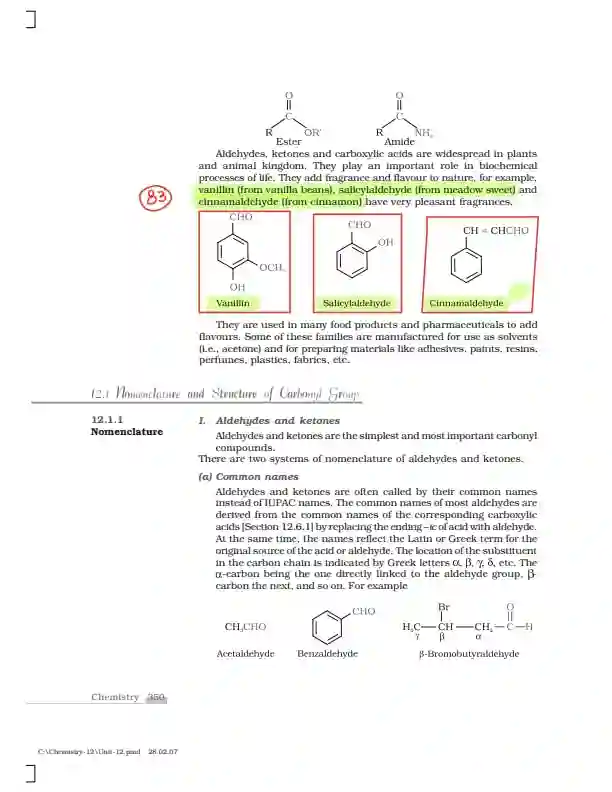 O
C
R
OR'
Ester
O
C
R
NH₂
Amide
Aldehydes, ketones and carboxylic acids are widespread in plants
and animal kingdom. They play an important role in biochemical
processes of life. They add fragrance and flavour to nature, for example,
vanillin (from vanilla beans), salicylaldehyde (from meadow sweet) and
cinnamaldehyde (from cinnamon) have very pleasant fragrances.
83
CHO
OCH₃
OH
Vanillin
CHO
OH
Salicylaldehyde
CH = CHCHO
Cinnamaldehyde
They are used in many food products and pharmaceuticals to add
flavours. Some of these families are manufactured for use as solvents
(i.e., acetone) and for preparing materials like adhesives, paints, resins,
perfumes, plastics, fabrics, etc.
12.1 Nomenclature and Structure of Carbonyl Group
12.1.1
Nomenclature
I. Aldehydes and ketones
Aldehydes and ketones are the simplest and most important carbonyl
compounds.
There are two systems of nomenclature of aldehydes and ketones.
(a) Common names
Aldehydes and ketones are often called by their common names
instead of IUPAC names. The common names of most aldehydes are
derived from the common names of the corresponding carboxylic
acids [Section 12.6.1] by replacing the ending –ic of acid with aldehyde.
At the same time, the names reflect the Latin or Greek term for the
original source of the acid or aldehyde. The location of the substituent
in the carbon chain is indicated by Greek letters α, β, γ, δ, etc. The
α-carbon being the one directly linked to the aldehyde group, β-
carbon the next, and so on. For example
CH₃CHO
Acetaldehyde
CHO
Benzaldehyde
Br O
H₃C—CH—CH₂—C—H
γ β α
β-Bromobutyraldehyde
Chemistry 350
C:\Chemistry-12\Unit-12.pmd 28.02.07